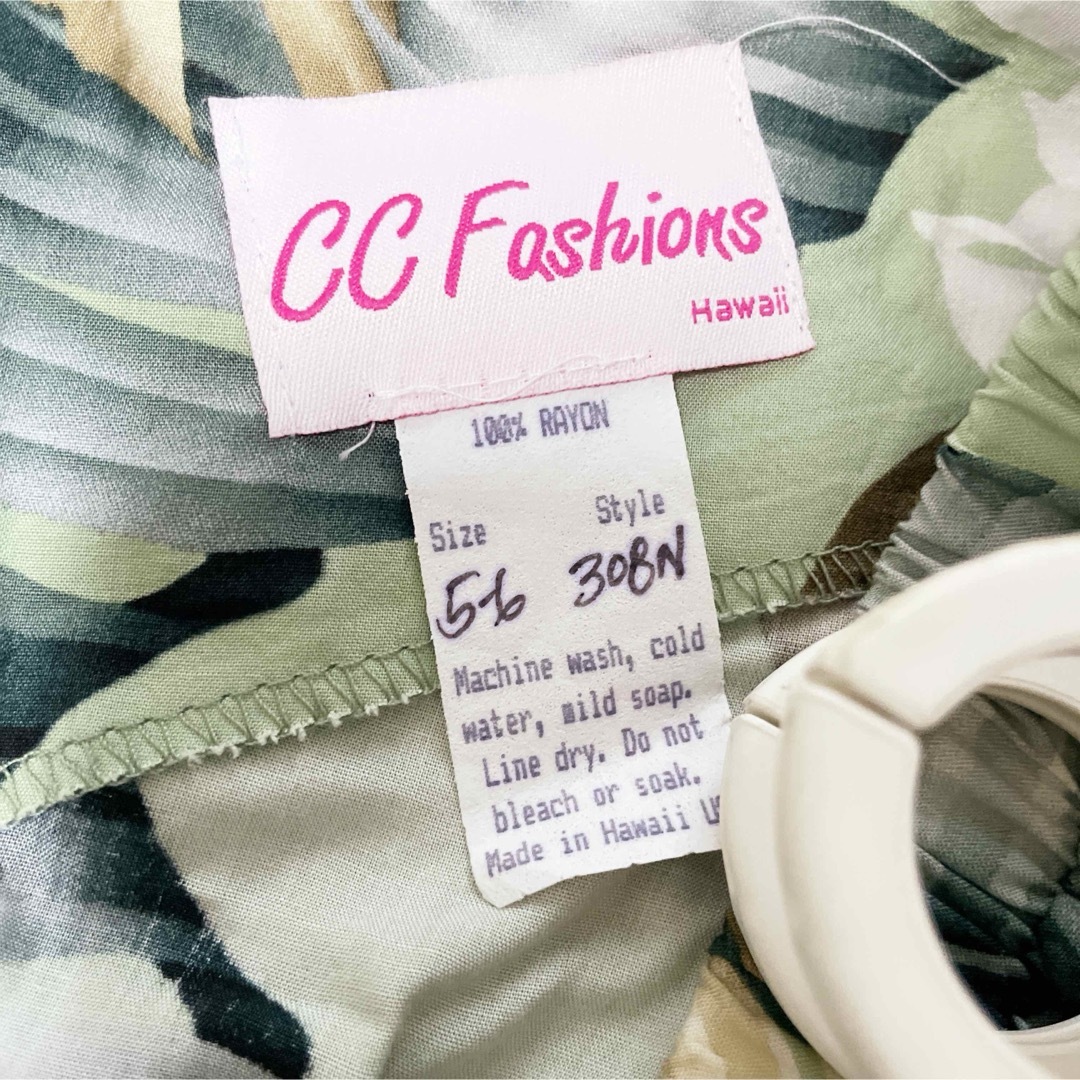 CC Fashions
Hawaii
100% RAYON
Size Style
56 308N
Machine wash, cold
water, mild soap.
Line dry. Do not
bleach or soak.
Made in Hawaii U